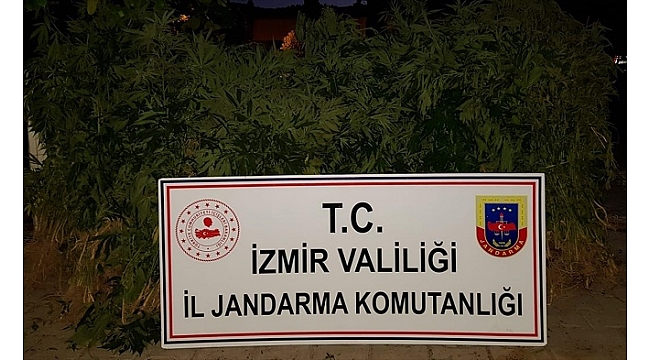 T.C.
İZMİR VALİLİĞİ
İL JANDARMA KOMUTANLIĞI
JANDARMA